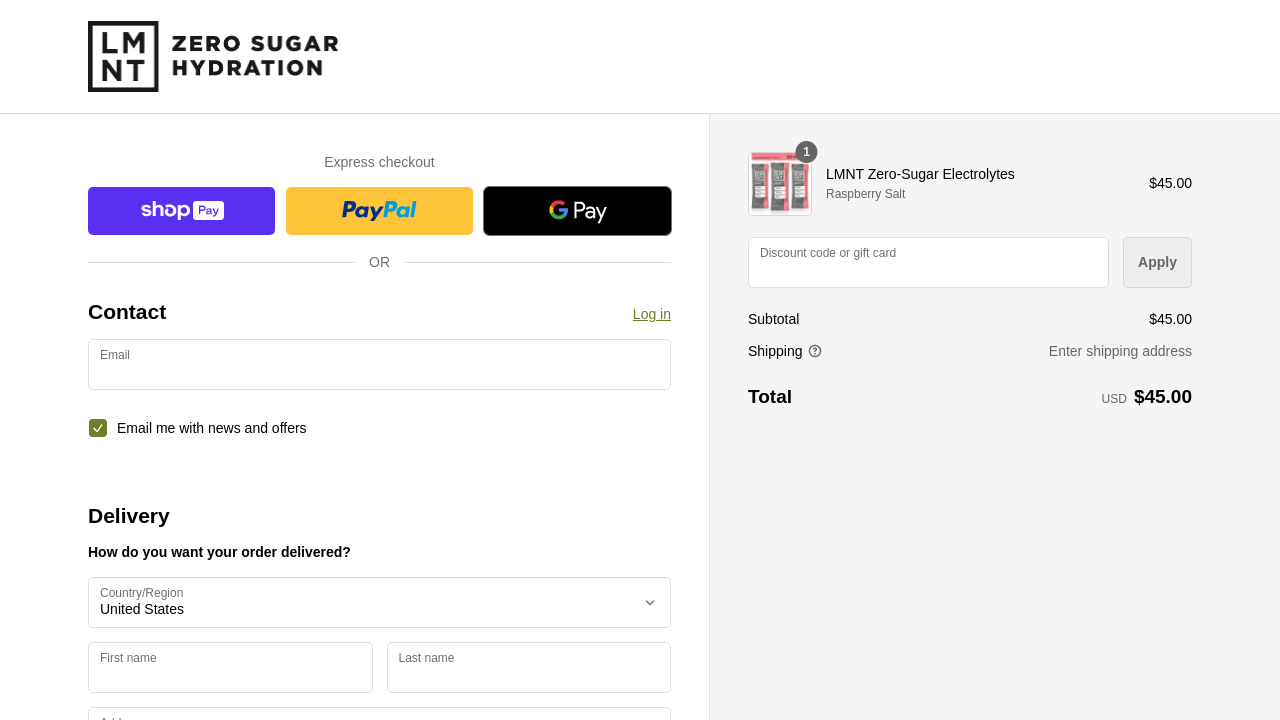 LM
NT
ZERO SUGAR
HYDRATION
Express checkout
shop Pay
PayPal
G Pay
OR
Contact
Log in
Email
Email me with news and offers
Delivery
How do you want your order delivered?
Country/Region
United States
First name
Last name
1
LMNT Zero-Sugar Electrolytes
Raspberry Salt
$45.00
Discount code or gift card
Apply
Subtotal
$45.00
Shipping
Enter shipping address
Total
USD $45.00